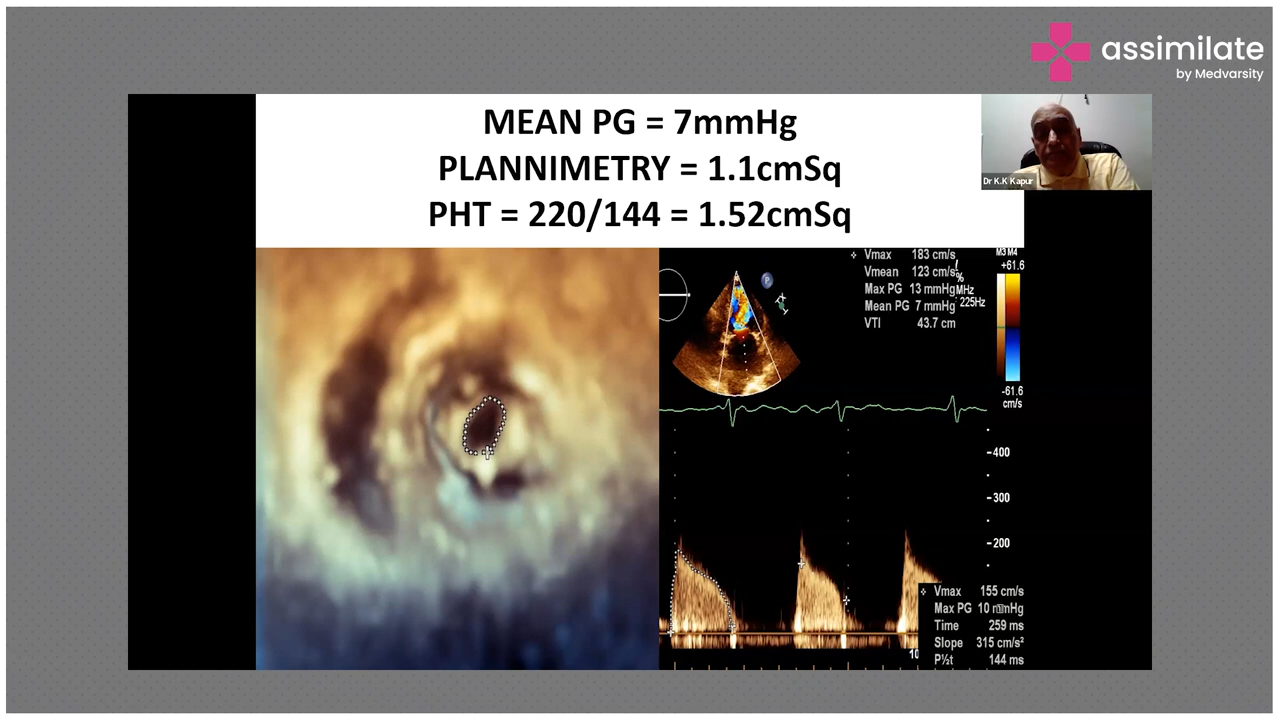 assimilate
by Medvarsity
MEAN PG = 7mmHg
PLANNIMETRY = 1.1cmSq
PHT = 220/144 = 1.52cmSq
Dr K.K Kapur
Vmax 183 cm/s
Vmean 123 cm/s
Max PG 13 mmHg
Mean PG 7 mmHg
VTI 43.7 cm
%
MHz
225Hz
M3 M4
+61.6
-61.6
cm/s
P
-400
-300
-200
10
Vmax 155 cm/s
Max PG 10 mmHg
Time 259 ms
Slope 315 cm/s²
P½t 144 ms